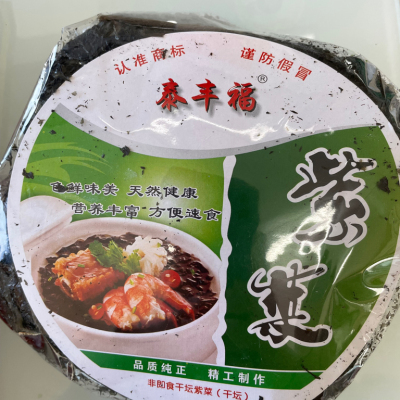 认准商标 谨防假冒
泰丰福®
色鲜味美 天然健康
营养丰富 方便速食
紫菜
品质纯正 精工制作
非即食干坛紫菜(干坛)